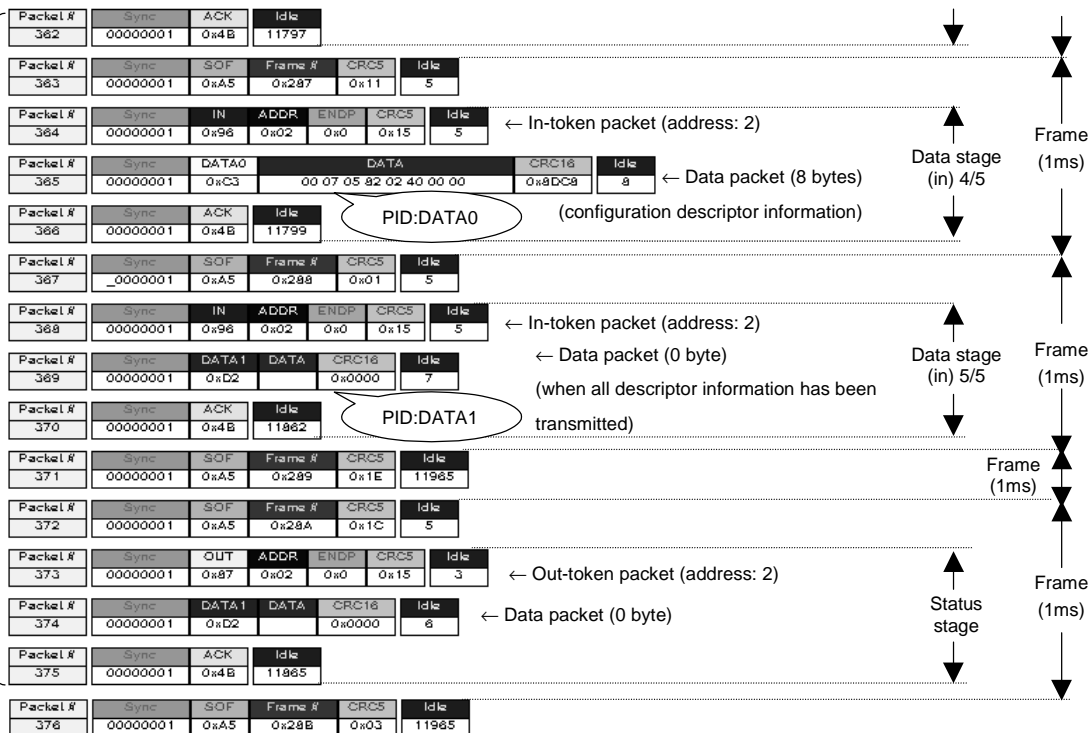 Packet # Sync ACK Idle
362 00000001 0x4B 11797
Packet # Sync SOF Frame # CRC5 Idle
363 00000001 0xA5 0x287 0x11 5
Packet # Sync IN ADDR ENDP CRC5 Idle
364 00000001 0x96 0x02 0x0 0x15 5
← In-token packet (address: 2)
Packet # Sync DATA0 DATA CRC16 Idle
365 00000001 0xC3 00 07 05 82 02 40 00 00 0x8DC8 8
← Data packet (8 bytes)
(configuration descriptor information)
PID:DATA0
Packet # Sync ACK Idle
366 00000001 0x4B 11799
Data stage
(in) 4/5
Frame
(1ms)
Packet # Sync SOF Frame # CRC5 Idle
367 _0000001 0xA5 0x288 0x01 5
Packet # Sync IN ADDR ENDP CRC5 Idle
368 00000001 0x96 0x02 0x0 0x15 5
← In-token packet (address: 2)
Packet # Sync DATA1 DATA CRC16 Idle
369 00000001 0xD2 0x0000 7
← Data packet (0 byte)
(when all descriptor information has been
transmitted)
PID:DATA1
Packet # Sync ACK Idle
370 00000001 0x4B 11862
Data stage
(in) 5/5
Frame
(1ms)
Packet # Sync SOF Frame # CRC5 Idle
371 00000001 0xA5 0x289 0x1E 11965
Frame
(1ms)
Packet # Sync SOF Frame # CRC5 Idle
372 00000001 0xA5 0x28A 0x1C 5
Packet # Sync OUT ADDR ENDP CRC5 Idle
373 00000001 0x87 0x02 0x0 0x15 3
← Out-token packet (address: 2)
Packet # Sync DATA1 DATA CRC16 Idle
374 00000001 0xD2 0x0000 6
← Data packet (0 byte)
Packet # Sync ACK Idle
375 00000001 0x4B 11865
Status
stage
Frame
(1ms)
Packet # Sync SOF Frame # CRC5 Idle
376 00000001 0xA5 0x28B 0x03 11965